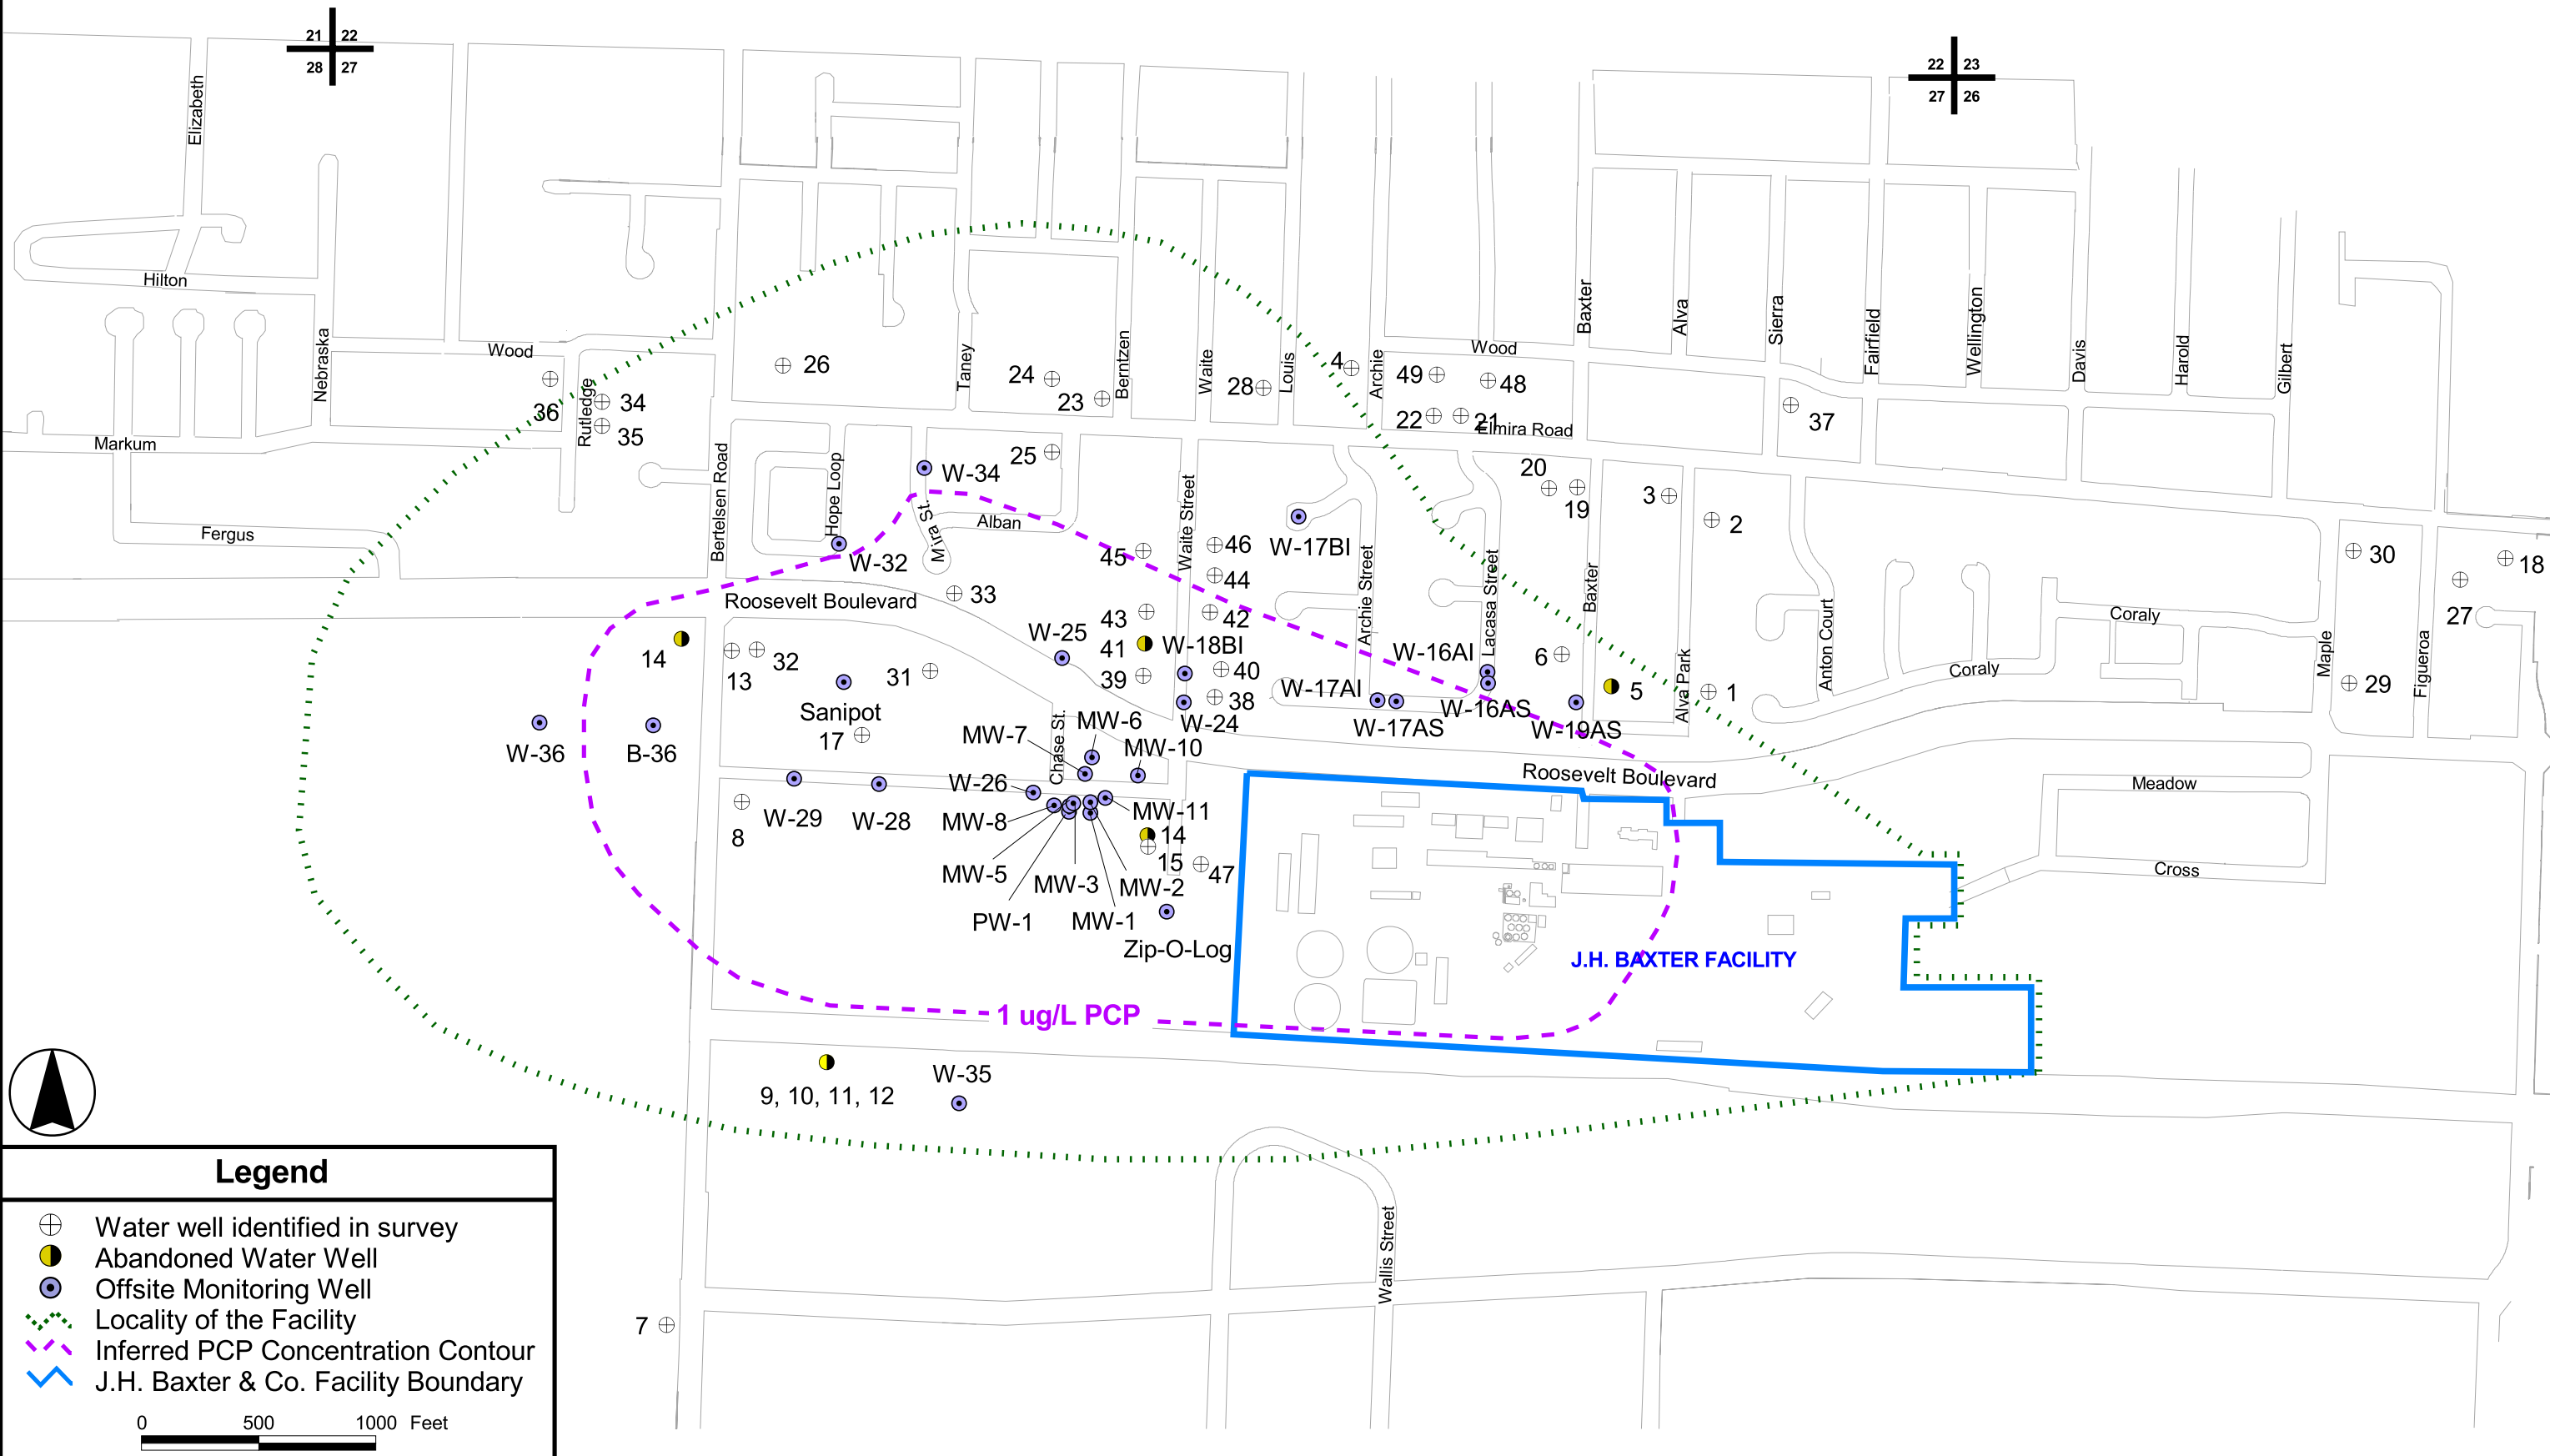 21 22
28 27
22 23
27 26
Elizabeth
Hilton
Nebraska
Wood
Rutledge
Markum
Fergus
Bertelsen Road
Hope Loop
Taney
Berntzen
Waite
Louis
Archie
Wood
Baxter
Alva
Sierra
Fairfield
Wellington
Davis
Harold
Gilbert
26
24
23
28
4
49
48
22
21
Elmira Road
37
36
34
35
25
W-34
20
19
3
2
Mira St.
Alban
W-32
Waite Street
45
46
44
W-17BI
Archie Street
Lacasa Street
Baxter
30
18
27
Roosevelt Boulevard
33
43
42
W-25
41
W-18BI
W-16AI
6
Alva Park
Anton Court
Coraly
Coraly
Maple
Figueroa
14
13
32
31
39
40
38
W-17AI
W-17AS
W-16AS
5
1
29
Sanipot
17
W-24
W-19AS
W-36
B-36
Chase St.
MW-6
MW-7
MW-10
Roosevelt Boulevard
Meadow
W-26
8
W-29
W-28
MW-8
MW-11
14
15
47
Cross
MW-5
MW-3
MW-2
PW-1
MW-1
Zip-O-Log
J.H. BAXTER FACILITY
1 ug/L PCP
W-35
9, 10, 11, 12
Wallis Street
7
Legend
Water well identified in survey
Abandoned Water Well
Offsite Monitoring Well
Locality of the Facility
Inferred PCP Concentration Contour
J.H. Baxter & Co. Facility Boundary
0 500 1000 Feet